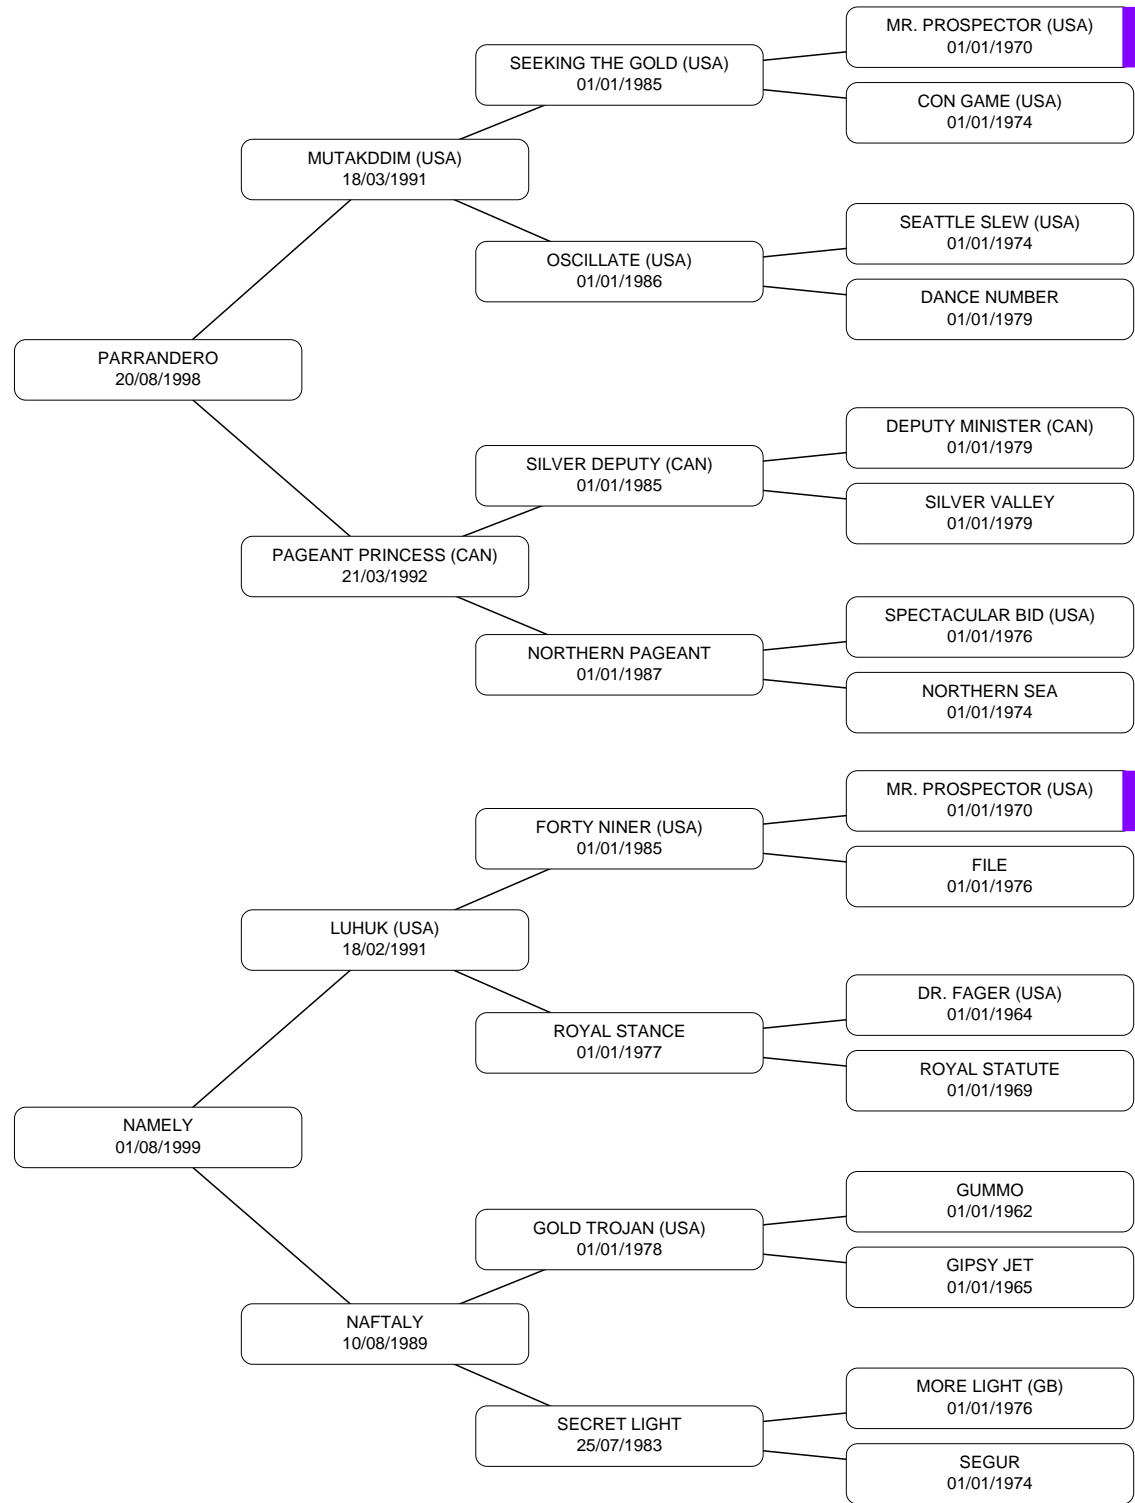 MR. PROSPECTOR (USA)
01/01/1970
SEEKING THE GOLD (USA)
01/01/1985
CON GAME (USA)
01/01/1974
MUTAKDDIM (USA)
18/03/1991
SEATTLE SLEW (USA)
01/01/1974
OSCILLATE (USA)
01/01/1986
DANCE NUMBER
01/01/1979
PARRANDERO
20/08/1998
DEPUTY MINISTER (CAN)
01/01/1979
SILVER DEPUTY (CAN)
01/01/1985
SILVER VALLEY
01/01/1979
PAGEANT PRINCESS (CAN)
21/03/1992
SPECTACULAR BID (USA)
01/01/1976
NORTHERN PAGEANT
01/01/1987
NORTHERN SEA
01/01/1974
MR. PROSPECTOR (USA)
01/01/1970
FORTY NINER (USA)
01/01/1985
FILE
01/01/1976
LUHUK (USA)
18/02/1991
DR. FAGER (USA)
01/01/1964
ROYAL STANCE
01/01/1977
ROYAL STATUTE
01/01/1969
NAMELY
01/08/1999
GUMMO
01/01/1962
GOLD TROJAN (USA)
01/01/1978
GIPSY JET
01/01/1965
NAFTALY
10/08/1989
MORE LIGHT (GB)
01/01/1976
SECRET LIGHT
25/07/1983
SEGUR
01/01/1974